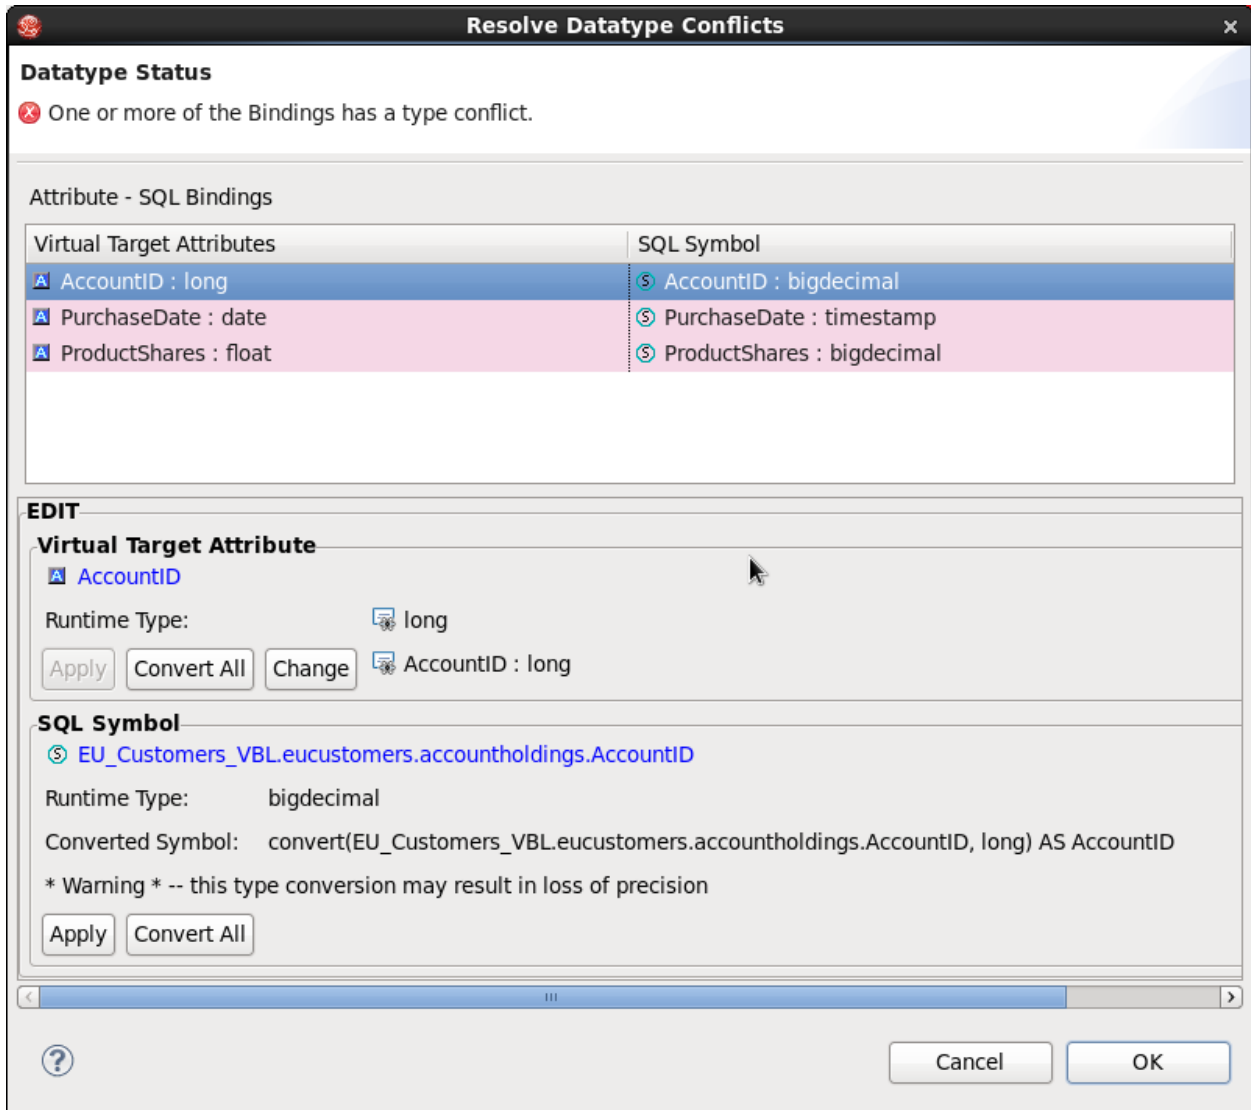 Resolve Datatype Conflicts
Datatype Status
One or more of the Bindings has a type conflict.
Attribute - SQL Bindings
Virtual Target Attributes SQL Symbol
A AccountID : long S AccountID : bigdecimal
A PurchaseDate : date S PurchaseDate : timestamp
A ProductShares : float S ProductShares : bigdecimal
EDIT
Virtual Target Attribute
A AccountID
Runtime Type: long
Apply Convert All Change AccountID : long
SQL Symbol
S EU_Customers_VBL.eucustomers.accountholdings.AccountID
Runtime Type: bigdecimal
Converted Symbol: convert(EU_Customers_VBL.eucustomers.accountholdings.AccountID, long) AS AccountID
* Warning * -- this type conversion may result in loss of precision
Apply Convert All
? Cancel OK